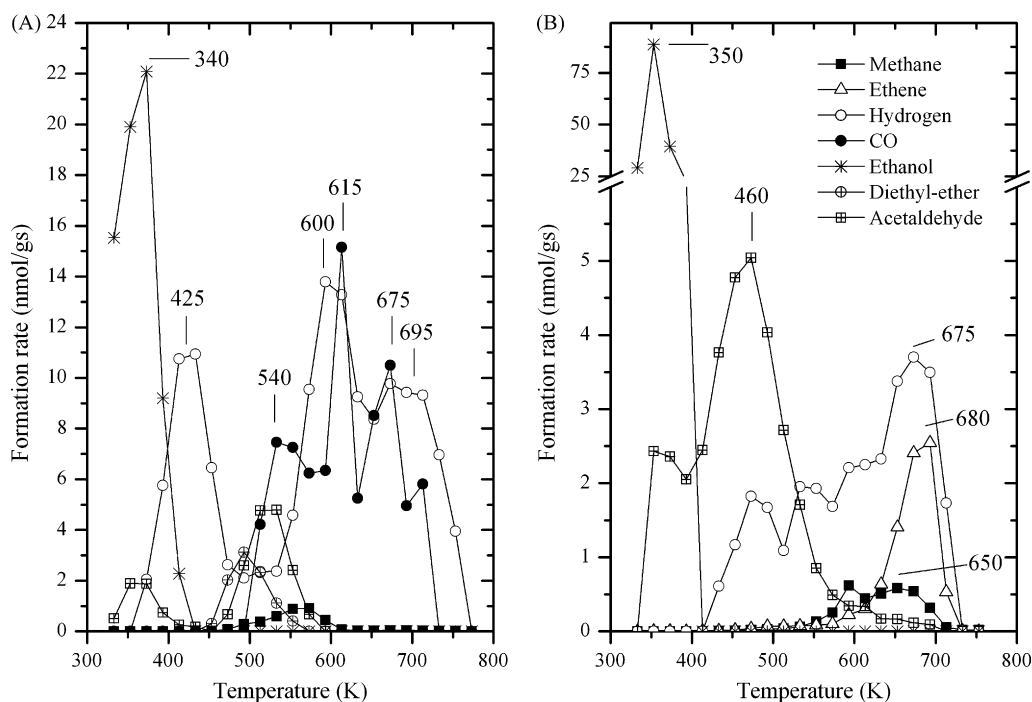 (A)
24
22
20
18
16
14
12
10
8
6
4
2
0
Formation rate (nmol/gs)
340
425
540
600
615
675
695
300 400 500 600 700 800
Temperature (K)
(B)
75
50
25
5
4
3
2
1
0
Formation rate (nmol/gs)
350
460
675
680
650
Methane
Ethene
Hydrogen
CO
Ethanol
Diethyl-ether
Acetaldehyde
300 400 500 600 700 800
Temperature (K)